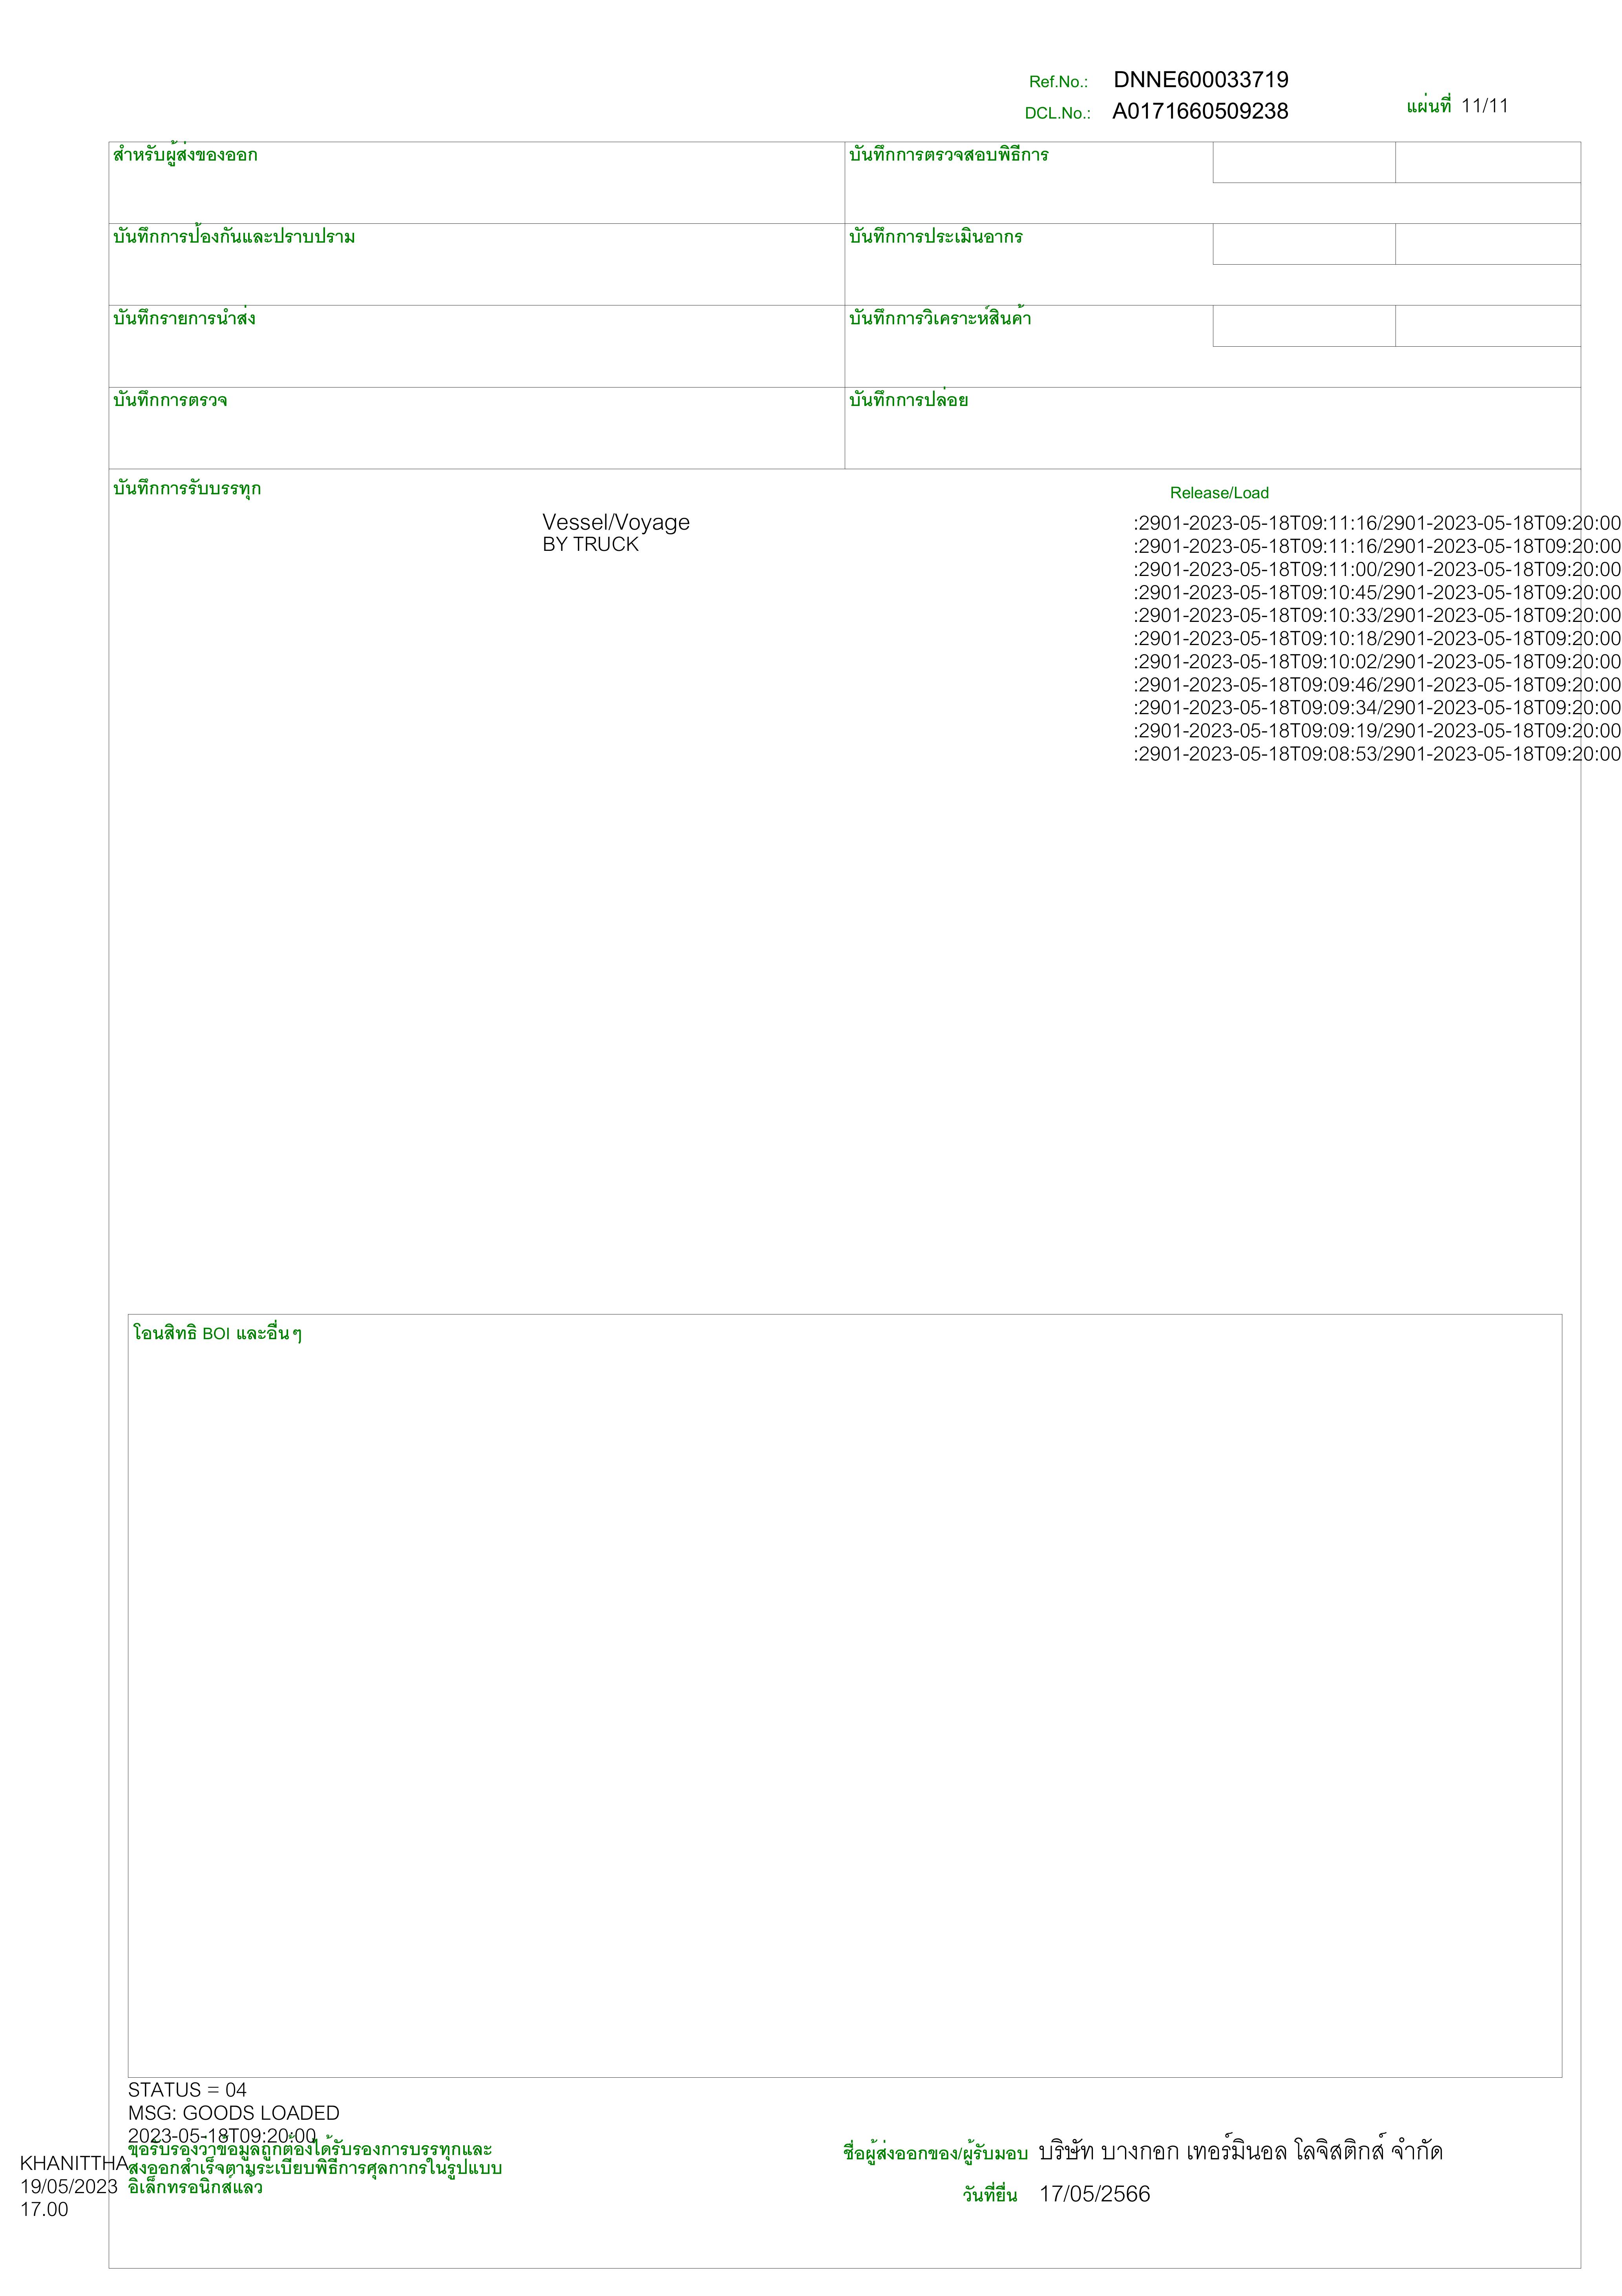 Ref.No.: DNNE600033719
DCL.No.: A0171660509238
แผ่นที่ 11/11
สำหรับผู้ส่งของออก
บันทึกการตรวจสอบพิธีการ
บันทึกการป้องกันและปราบปราม
บันทึกการประเมินอากร
บันทึกรายการนำส่ง
บันทึกการวิเคราะห์สินค้า
บันทึกการตรวจ
บันทึกการปล่อย
บันทึกการรับบรรทุก
Release/Load
Vessel/Voyage
BY TRUCK
:2901-2023-05-18T09:11:16/2901-2023-05-18T09:20:00
:2901-2023-05-18T09:11:16/2901-2023-05-18T09:20:00
:2901-2023-05-18T09:11:00/2901-2023-05-18T09:20:00
:2901-2023-05-18T09:10:45/2901-2023-05-18T09:20:00
:2901-2023-05-18T09:10:33/2901-2023-05-18T09:20:00
:2901-2023-05-18T09:10:18/2901-2023-05-18T09:20:00
:2901-2023-05-18T09:10:02/2901-2023-05-18T09:20:00
:2901-2023-05-18T09:09:46/2901-2023-05-18T09:20:00
:2901-2023-05-18T09:09:34/2901-2023-05-18T09:20:00
:2901-2023-05-18T09:09:19/2901-2023-05-18T09:20:00
:2901-2023-05-18T09:08:53/2901-2023-05-18T09:20:00
โอนสิทธิ BOI และอื่นๆ
STATUS = 04
MSG: GOODS LOADED
2023-05-18T09:20:00
ขอรับรองว่าข้อมูลถูกต้องได้รับรองการบรรทุกและ
ส่งออกสำเร็จตามระเบียบพิธีการศุลกากรในรูปแบบ
อิเล็กทรอนิกส์แล้ว
KHANITTHA
19/05/2023
17.00
ชื่อผู้ส่งออกของ/ผู้รับมอบ บริษัท บางกอก เทอร์มินอล โลจิสติกส์ จำกัด
วันที่ยื่น 17/05/2566